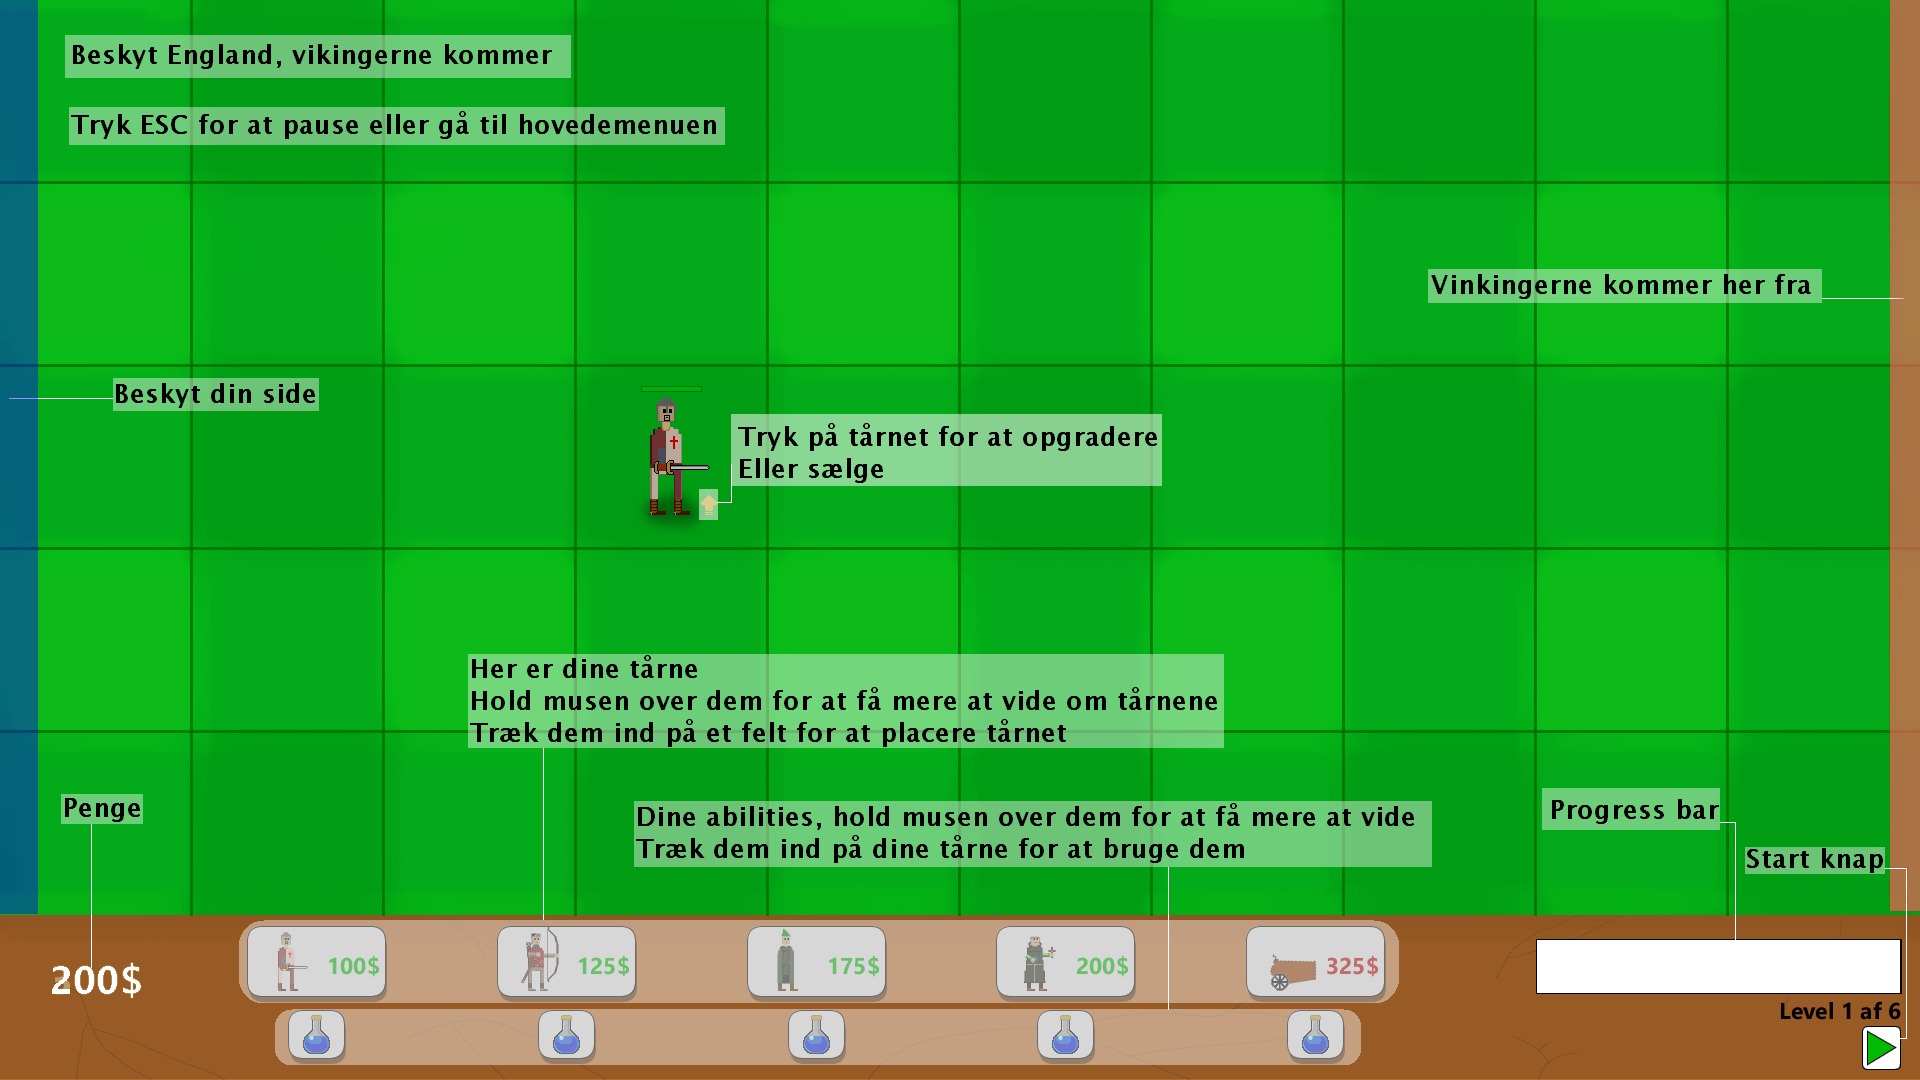 Beskyt England, vikingerne kommer
Tryk ESC for at pause eller gå til hovedemenuen
Vinkingerne kommer her fra
Beskyt din side
Tryk på tårnet for at opgradere
Eller sælge
Her er dine tårne
Hold musen over dem for at få mere at vide om tårnene
Træk dem ind på et felt for at placere tårnet
Penge
Dine abilities, hold musen over dem for at få mere at vide
Træk dem ind på dine tårne for at bruge dem
Progress bar
Start knap
200$
100$
125$
175$
200$
325$
Level 1 af 6